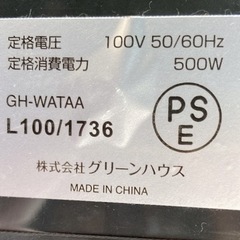 定格電圧 100V 50/60Hz
定格消費電力 500W
GH-WATAA
L100/1736
PS
E
株式会社グリーンハウス
MADE IN CHINA